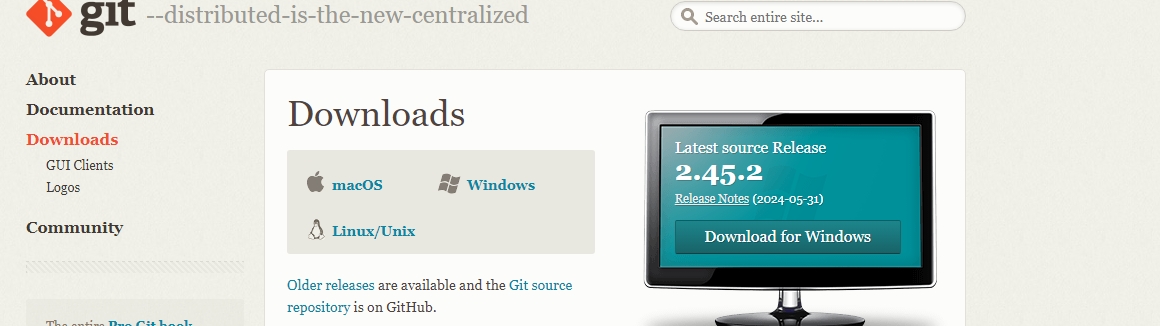 git --distributed-is-the-new-centralized
Search entire site...
About
Documentation
Downloads
GUI Clients
Logos
Community
The entire Pro Git book
Downloads
macOS
Windows
Linux/Unix
Older releases are available and the Git source
repository is on GitHub.
Latest source Release
2.45.2
Release Notes (2024-05-31)
Download for Windows